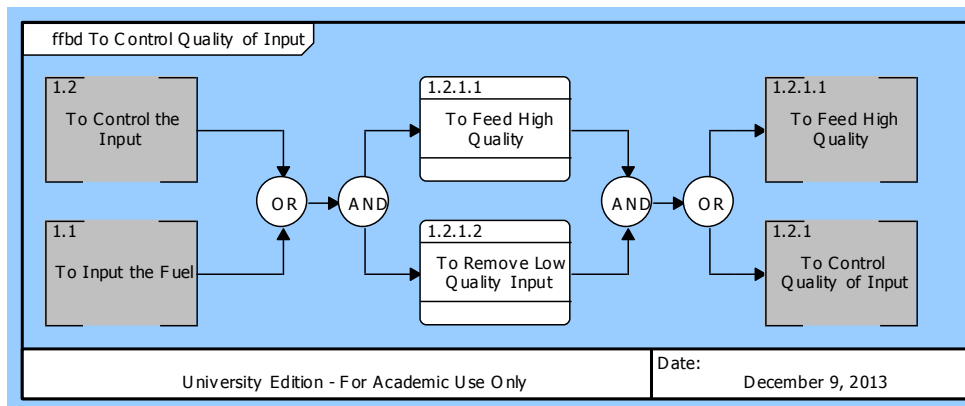 ffbd To Control Quality of Input
1.2
To Control the
Input
1.2.1.1
To Feed High
Quality
1.2.1.1
To Feed High
Quality
OR
AND
AND
OR
1.1
To Input the Fuel
1.2.1.2
To Remove Low
Quality Input
1.2.1
To Control
Quality of Input
University Edition - For Academic Use Only
Date:
December 9, 2013